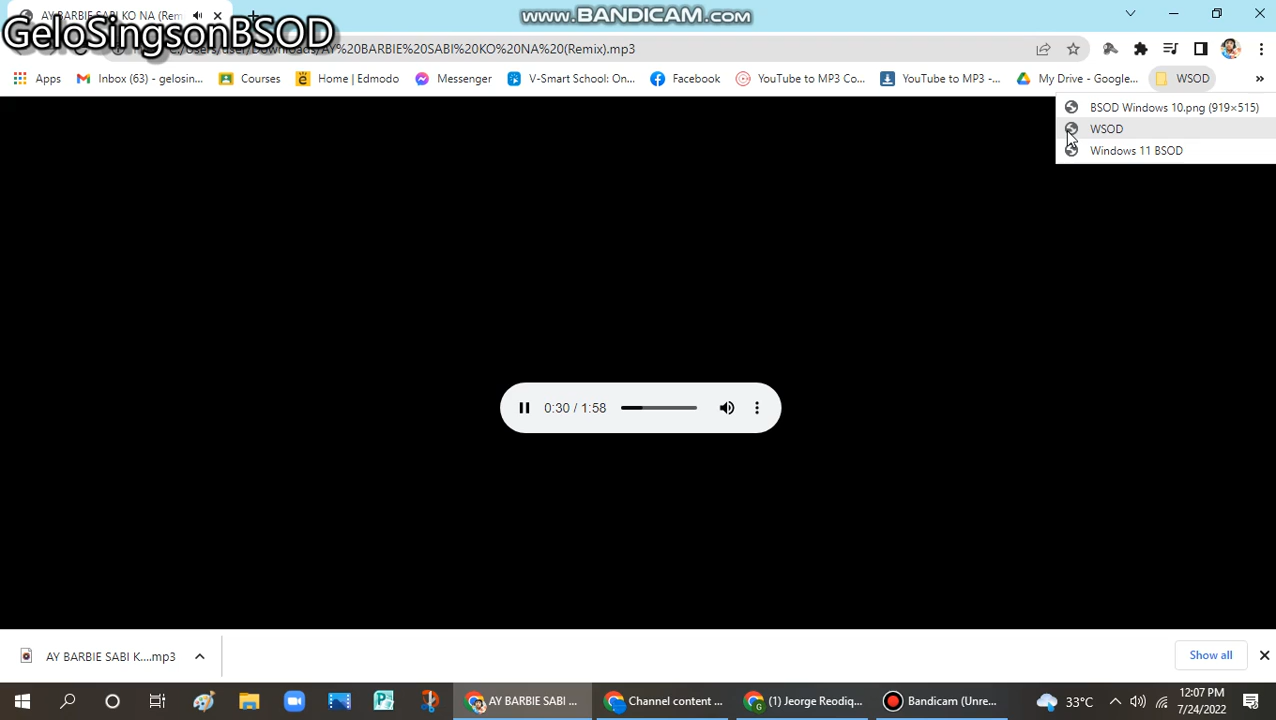 AY BARBIE SABI KO NA (Rem
www.BANDICAM.com
GeloSingsonBSOD
/Users/user/Downloads/AY%20BARBIE%20SABI%20KO%20NA%20(Remix).mp3
Apps
Inbox (63) - gelosin...
Courses
Home | Edmodo
Messenger
V-Smart School: On...
Facebook
YouTube to MP3 Co...
YouTube to MP3 -...
My Drive - Google...
WSOD
»
BSOD Windows 10.png (919×515)
WSOD
Windows 11 BSOD
0:30 / 1:58
AY BARBIE SABI K....mp3
Show all
AY BARBIE SABI ...
Channel content ...
(1) Jeorge Reodiq...
Bandicam (Unre...
33°C
12:07 PM
7/24/2022